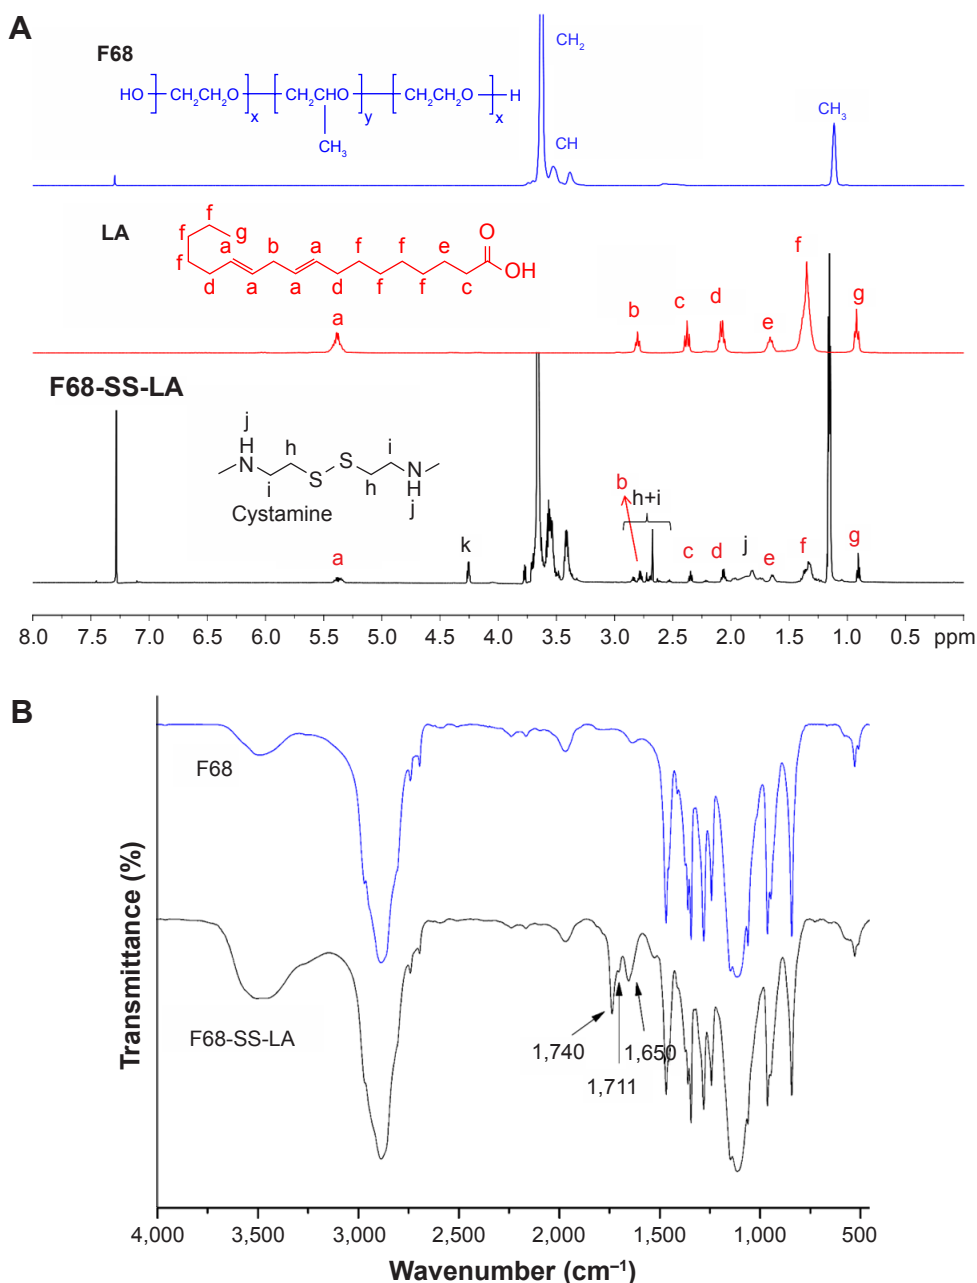 A
F68
HO CH₂CH₂O x CH₂CHO y CH₂CH₂O x H
CH₃
CH₂
CH
CH₃
LA
f
f g
f a b a f f e O
OH
d a a d f f c
a b c d e f g
F68-SS-LA
j
H
N h S S i N
i h H
j
Cystamine
a k b h+i c d j e f g
8.0 7.5 7.0 6.5 6.0 5.5 5.0 4.5 4.0 3.5 3.0 2.5 2.0 1.5 1.0 0.5 ppm
B
F68
F68-SS-LA
1,740
1,711
1,650
Transmittance (%)
4,000 3,500 3,000 2,500 2,000 1,500 1,000 500
Wavenumber (cm⁻¹)